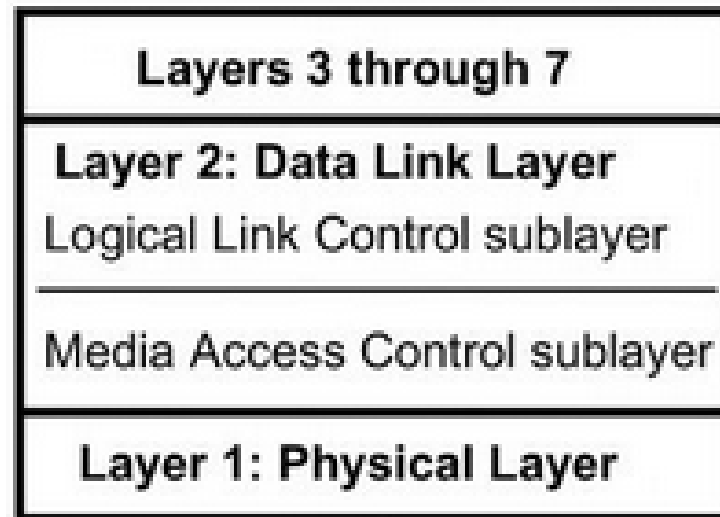 Layers 3 through 7
Layer 2: Data Link Layer
Logical Link Control sublayer
Media Access Control sublayer
Layer 1: Physical Layer